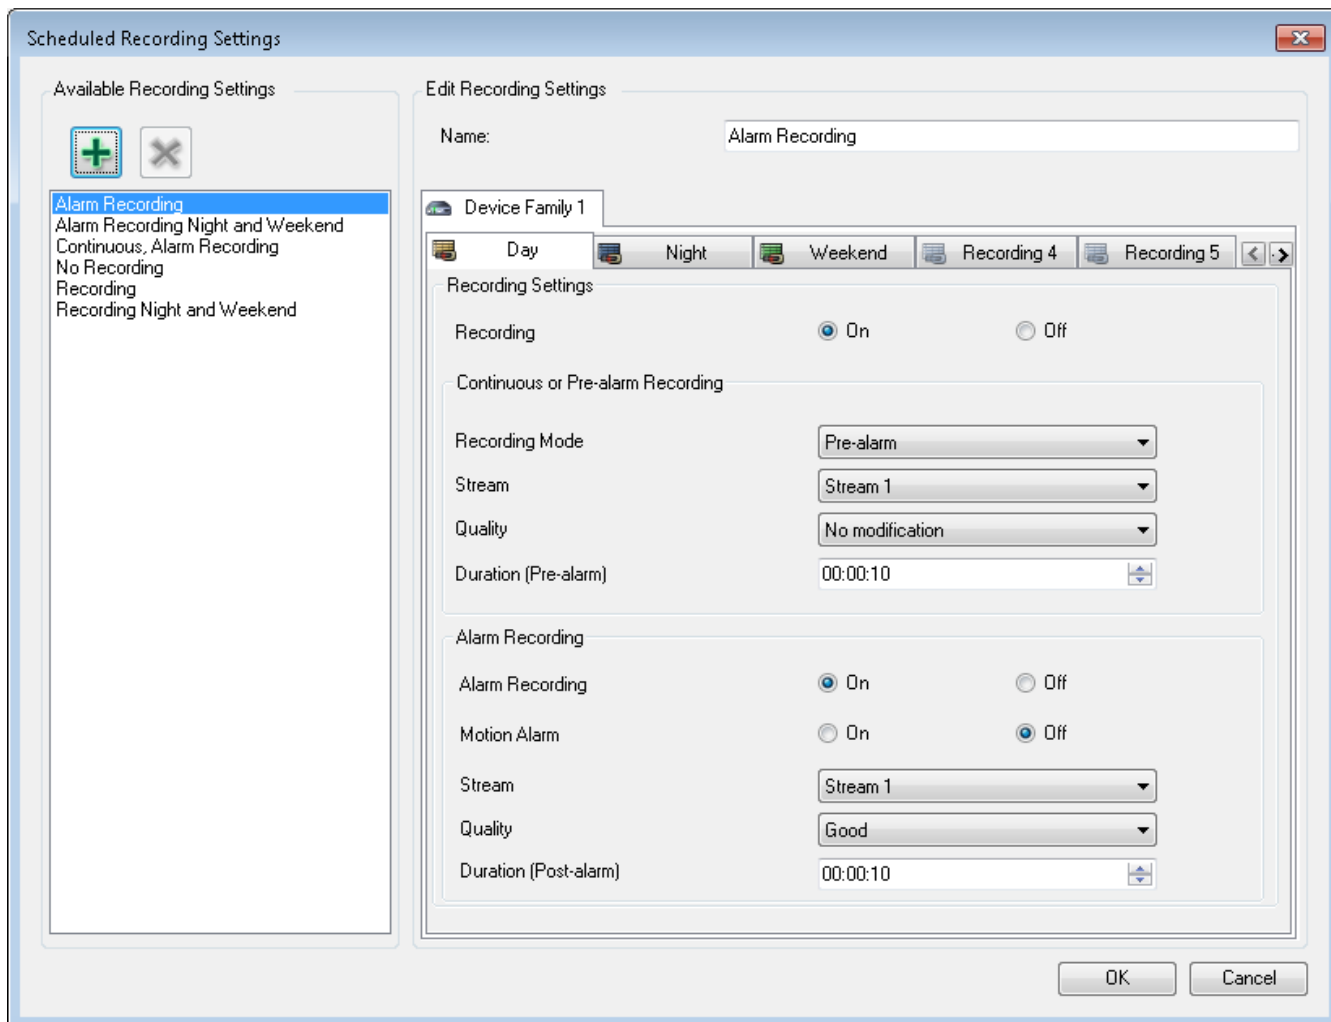 Scheduled Recording Settings
Available Recording Settings
Alarm Recording
Alarm Recording Night and Weekend
Continuous, Alarm Recording
No Recording
Recording
Recording Night and Weekend
Edit Recording Settings
Name: Alarm Recording
Device Family 1
Day Night Weekend Recording 4 Recording 5
Recording Settings
Recording On Off
Continuous or Pre-alarm Recording
Recording Mode Pre-alarm
Stream Stream 1
Quality No modification
Duration (Pre-alarm) 00:00:10
Alarm Recording
Alarm Recording On Off
Motion Alarm On Off
Stream Stream 1
Quality Good
Duration (Post-alarm) 00:00:10
OK Cancel